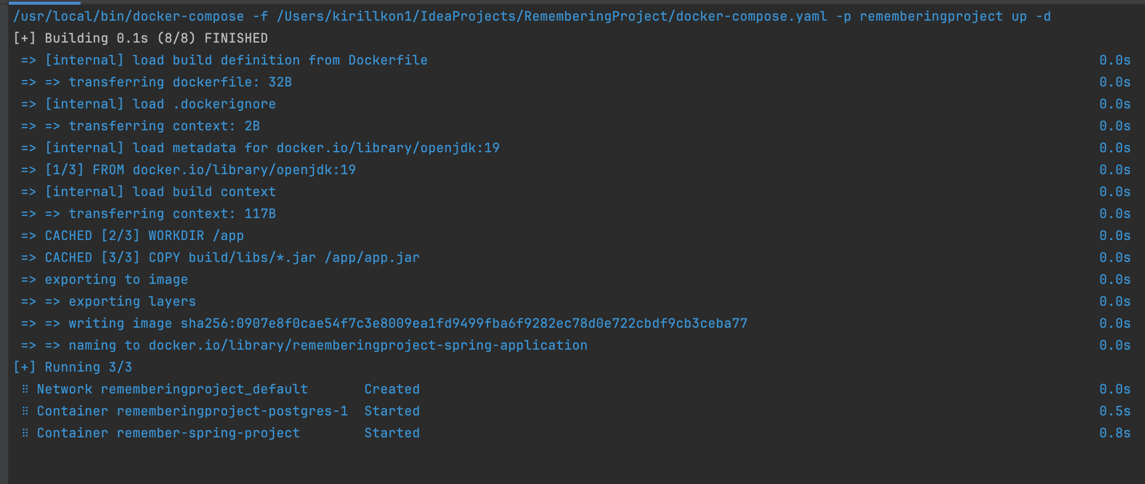 /usr/local/bin/docker-compose -f /Users/kirillkon1/IdeaProjects/RememberingProject/docker-compose.yaml -p rememberingproject up -d
[+] Building 0.1s (8/8) FINISHED
=> [internal] load build definition from Dockerfile 0.0s
=> => transferring dockerfile: 32B 0.0s
=> [internal] load .dockerignore 0.0s
=> => transferring context: 2B 0.0s
=> [internal] load metadata for docker.io/library/openjdk:19 0.0s
=> [1/3] FROM docker.io/library/openjdk:19 0.0s
=> [internal] load build context 0.0s
=> => transferring context: 117B 0.0s
=> CACHED [2/3] WORKDIR /app 0.0s
=> CACHED [3/3] COPY build/libs/*.jar /app/app.jar 0.0s
=> exporting to image 0.0s
=> => exporting layers 0.0s
=> => writing image sha256:0907e8f0cae54f7c3e8009ea1fd9499fba6f9282ec78d0e722cbdf9cb3ceba77 0.0s
=> => naming to docker.io/library/rememberingproject-spring-application 0.0s
[+] Running 3/3
⠿ Network rememberingproject_default Created 0.0s
⠿ Container rememberingproject-postgres-1 Started 0.5s
⠿ Container remember-spring-project Started 0.8s